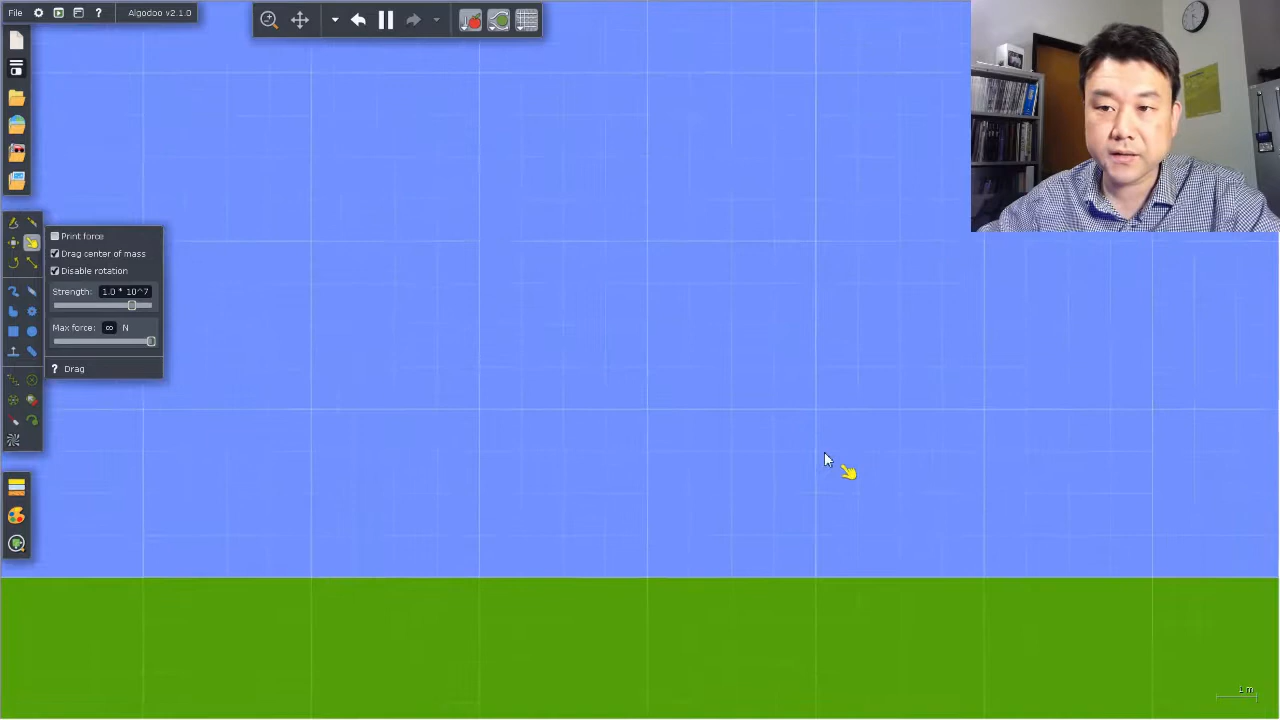 File ? Algodoo v2.1.0
Print force
Drag center of mass
Disable rotation
Strength: 1.0 * 10^7
Max force: ∞ N
? Drag
1 m